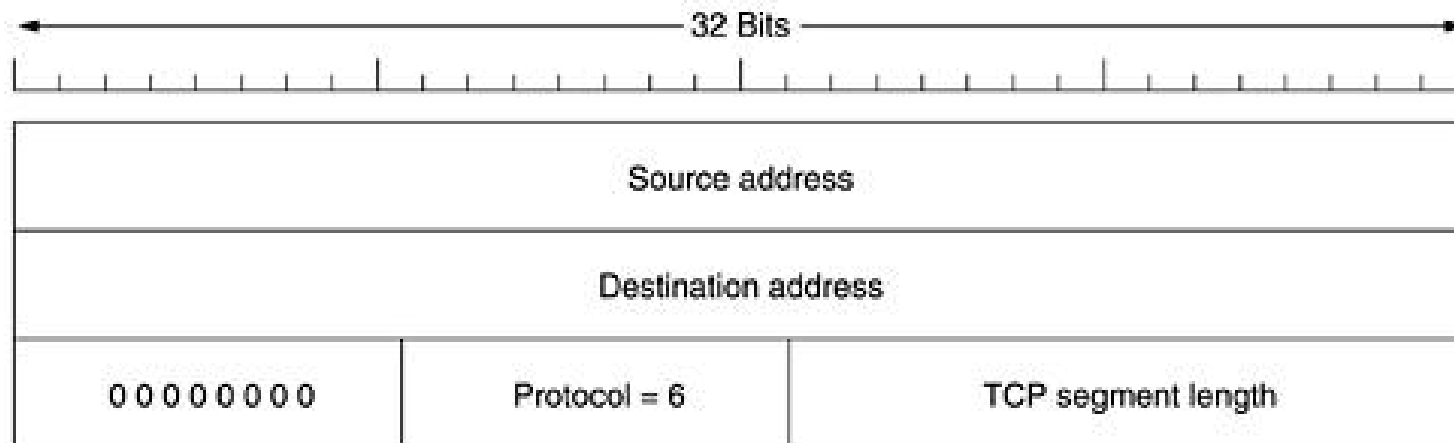 32 Bits
Source address
Destination address
0 0 0 0 0 0 0 0 Protocol = 6 TCP segment length